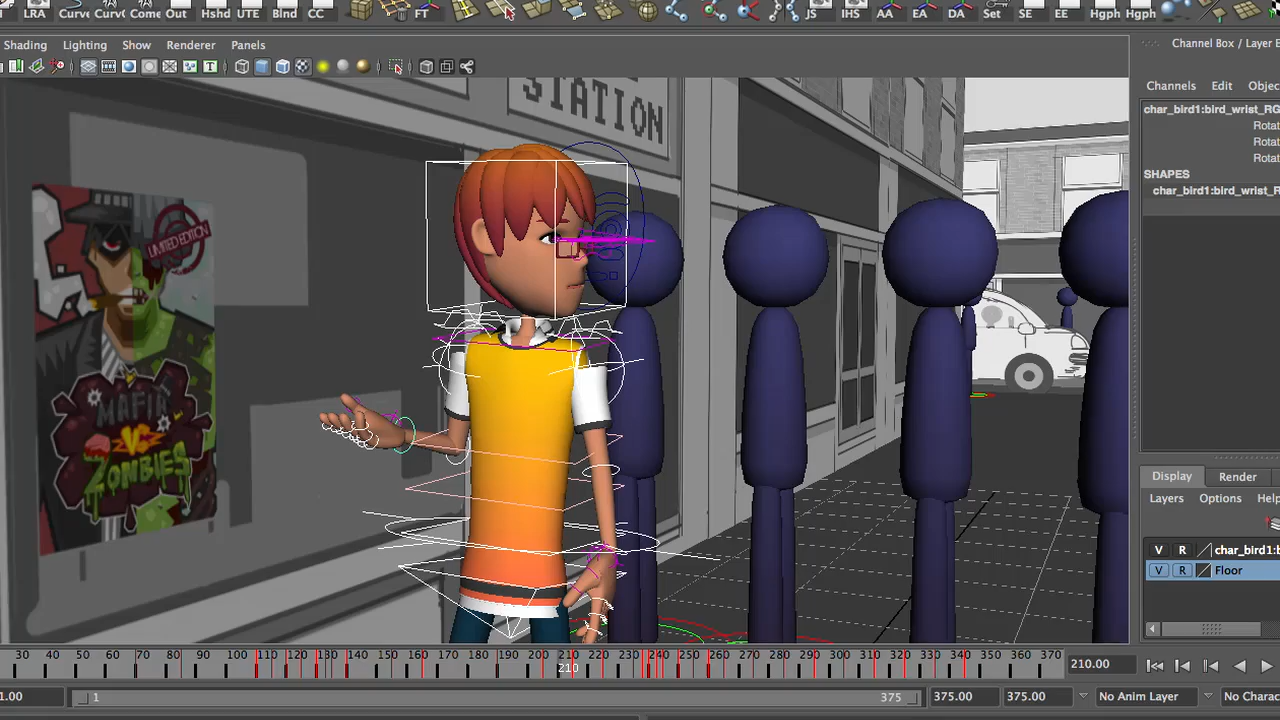 LRA Curve Curve Come Out Hshd UTE Blnd CC FT JS IHS AA EA DA Set SE EE Hgph Hgph
Shading Lighting Show Renderer Panels
Channel Box / Layer E
Channels Edit Objec
char_bird1:bird_wrist_RG
Rotat
Rotat
Rotat
SHAPES
char_bird1:bird_wrist_R
STATION
LIMITED EDITION
MAFIA
VS
ZOMBIES
Display Render
Layers Options Help
V R char_bird1:b
V R Floor
30 40 50 60 70 80 90 100 110 120 130 140 150 160 170 180 190 200 210 220 230 240 250 260 270 280 290 300 310 320 330 340 350 360 370
210
210.00
1.00 1 375 375.00 375.00 No Anim Layer No Charac